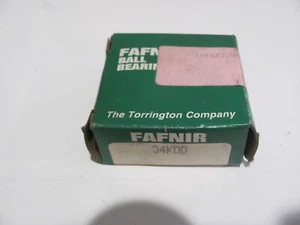 FAFNIR
BALL
BEARING
The Torrington Company
FAFNIR
34KDD